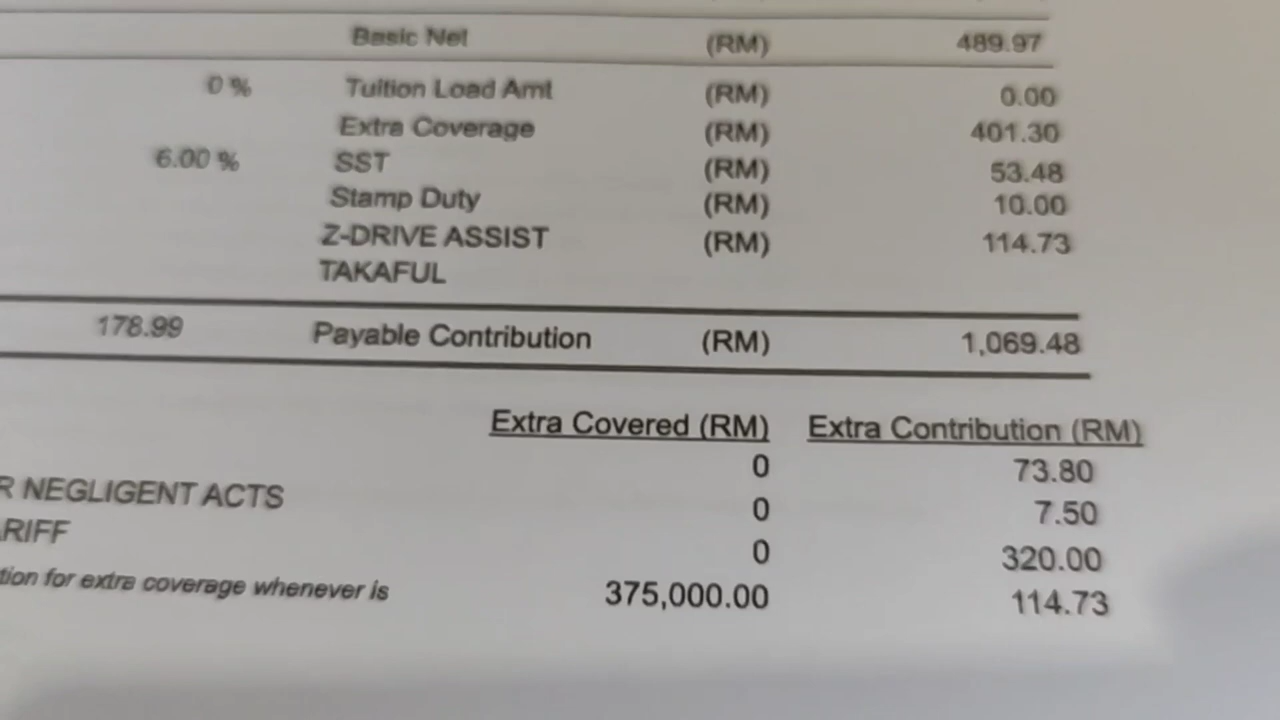 Basic Net (RM) 489.97
0 % Tuition Load Amt (RM) 0.00
Extra Coverage (RM) 401.30
6.00 % SST (RM) 53.48
Stamp Duty (RM) 10.00
Z-DRIVE ASSIST (RM) 114.73
TAKAFUL
178.99 Payable Contribution (RM) 1,069.48
Extra Covered (RM) Extra Contribution (RM)
0 73.80
R NEGLIGENT ACTS 0 7.50
RIFF 0 320.00
tion for extra coverage whenever is 375,000.00 114.73